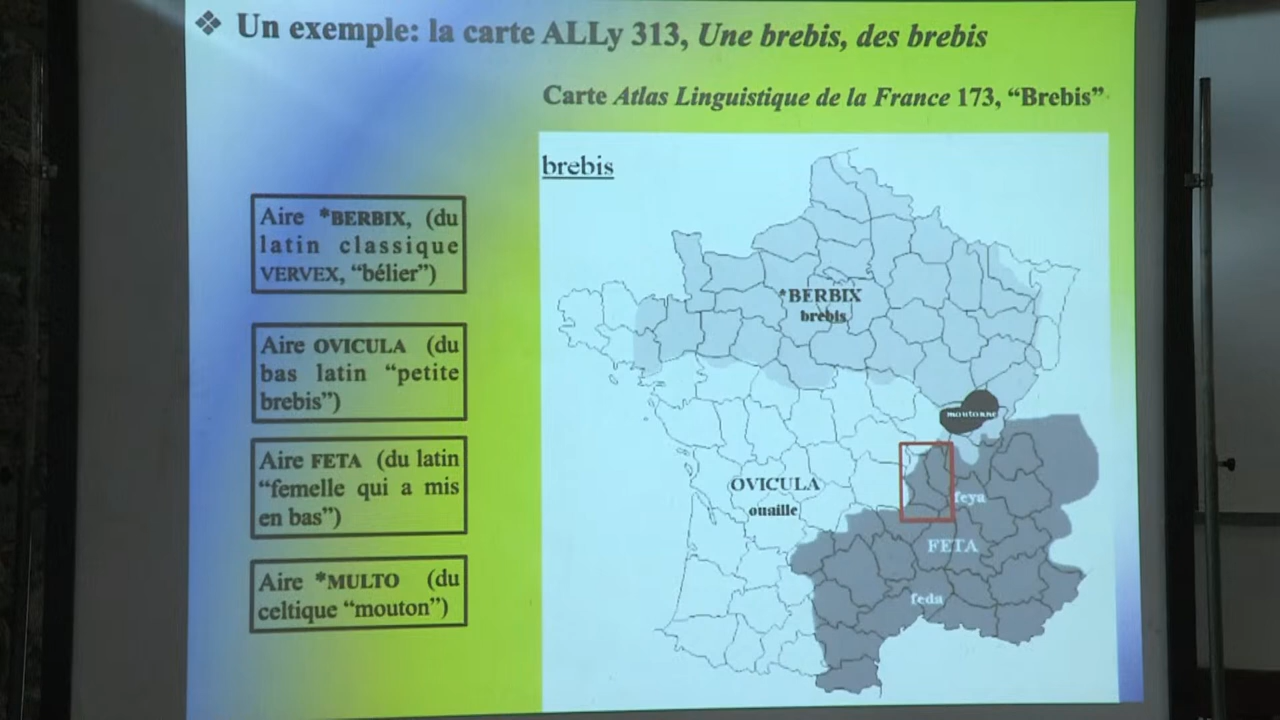 ❖ Un exemple: la carte ALLy 313, Une brebis, des brebis
Carte Atlas Linguistique de la France 173, “Brebis”
brebis
Aire *BERBIX, (du
latin classique
VERVEX, “bélier”)
Aire OVICULA (du
bas latin “petite
brebis”)
Aire FETA (du latin
“femelle qui a mis
en bas”)
Aire *MULTO (du
celtique “mouton”)
*BERBIX
brebis
moutonne
OVICULA
ouaille
feya
FETA
feda